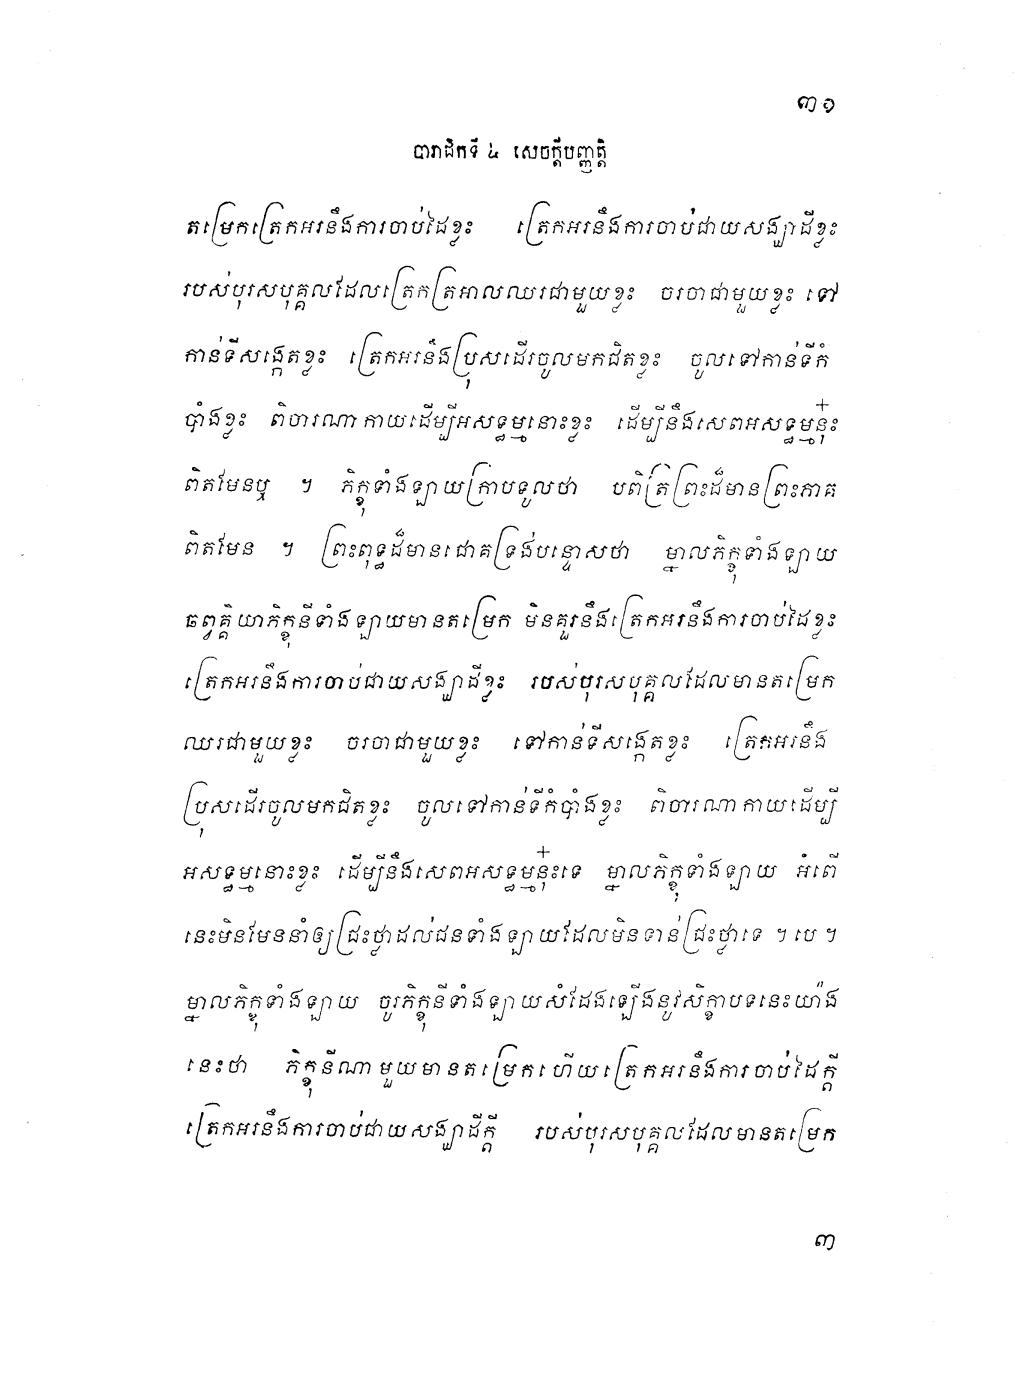 ៣១
បារាជិកទី ៤ សេចក្តីបញ្ញត្តិ
តម្រេកត្រេកអរនឹងការចាប់ដៃខ្លះ ត្រេកអរនឹងការចាប់ជាយសង្ឃាដីខ្លះ
របស់បុរសបុគ្គលដែលត្រេកត្រអាលឈរជាមួយខ្លះ ចរចាជាមួយខ្លះ ទៅ
កាន់ទីសង្កេតខ្លះ ត្រេកអរនឹងប្រុសដើរចូលមកជិតខ្លះ ចូលទៅកាន់ទីកំ
បាំងខ្លះ ពិចារណាកាយដើម្បីអសទ្ធម្មនោះខ្លះ ដើម្បីនឹងសេពអសទ្ធម្មនុ៎ះ
ពិតមែនឬ ។ ភិក្ខុទាំងឡាយក្រាបទូលថា បពិត្រព្រះដ៏មានព្រះភាគ
ពិតមែន ។ ព្រះពុទ្ធដ៏មានជោគទ្រង់បន្ទោសថា ម្នាលភិក្ខុទាំងឡាយ
ឆព្វគ្គិយាភិក្ខុនីទាំងឡាយមានតម្រេក មិនគួរនឹងត្រេកអរនឹងការចាប់ដៃខ្លះ
ត្រេកអរនឹងការចាប់ជាយសង្ឃាដីខ្លះ របស់បុរសបុគ្គលដែលមានតម្រេក
ឈរជាមួយខ្លះ ចរចាជាមួយខ្លះ ទៅកាន់ទីសង្កេតខ្លះ ត្រេកអរនឹង
ប្រុសដើរចូលមកជិតខ្លះ ចូលទៅកាន់ទីកំបាំងខ្លះ ពិចារណាកាយដើម្បី
អសទ្ធម្មនោះខ្លះ ដើម្បីនឹងសេពអសទ្ធម្មនុ៎ះទេ ម្នាលភិក្ខុទាំងឡាយ អំពើ
នេះមិនមែននាំឲ្យជ្រះថ្លាដល់ជនទាំងឡាយដែលមិនទាន់ជ្រះថ្លាទេ ។ បេ ។
ម្នាលភិក្ខុទាំងឡាយ ចូរភិក្ខុនីទាំងឡាយសំដែងឡើងនូវសិក្ខាបទនេះយ៉ាង
នេះថា ភិក្ខុនីណាមួយមានតម្រេកហើយត្រេកអរនឹងការចាប់ដៃក្តី
ត្រេកអរនឹងការចាប់ជាយសង្ឃាដីក្តី របស់បុរសបុគ្គលដែលមានតម្រេក
៣